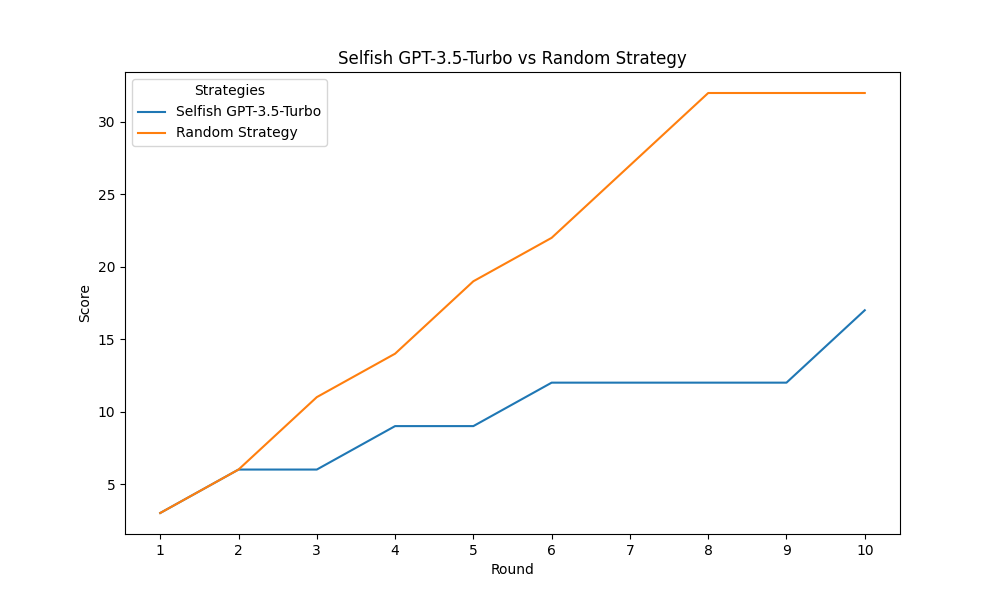 Selfish GPT-3.5-Turbo vs Random Strategy
Strategies
Selfish GPT-3.5-Turbo
Random Strategy
Score
30
25
20
15
10
5
1 2 3 4 5 6 7 8 9 10
Round